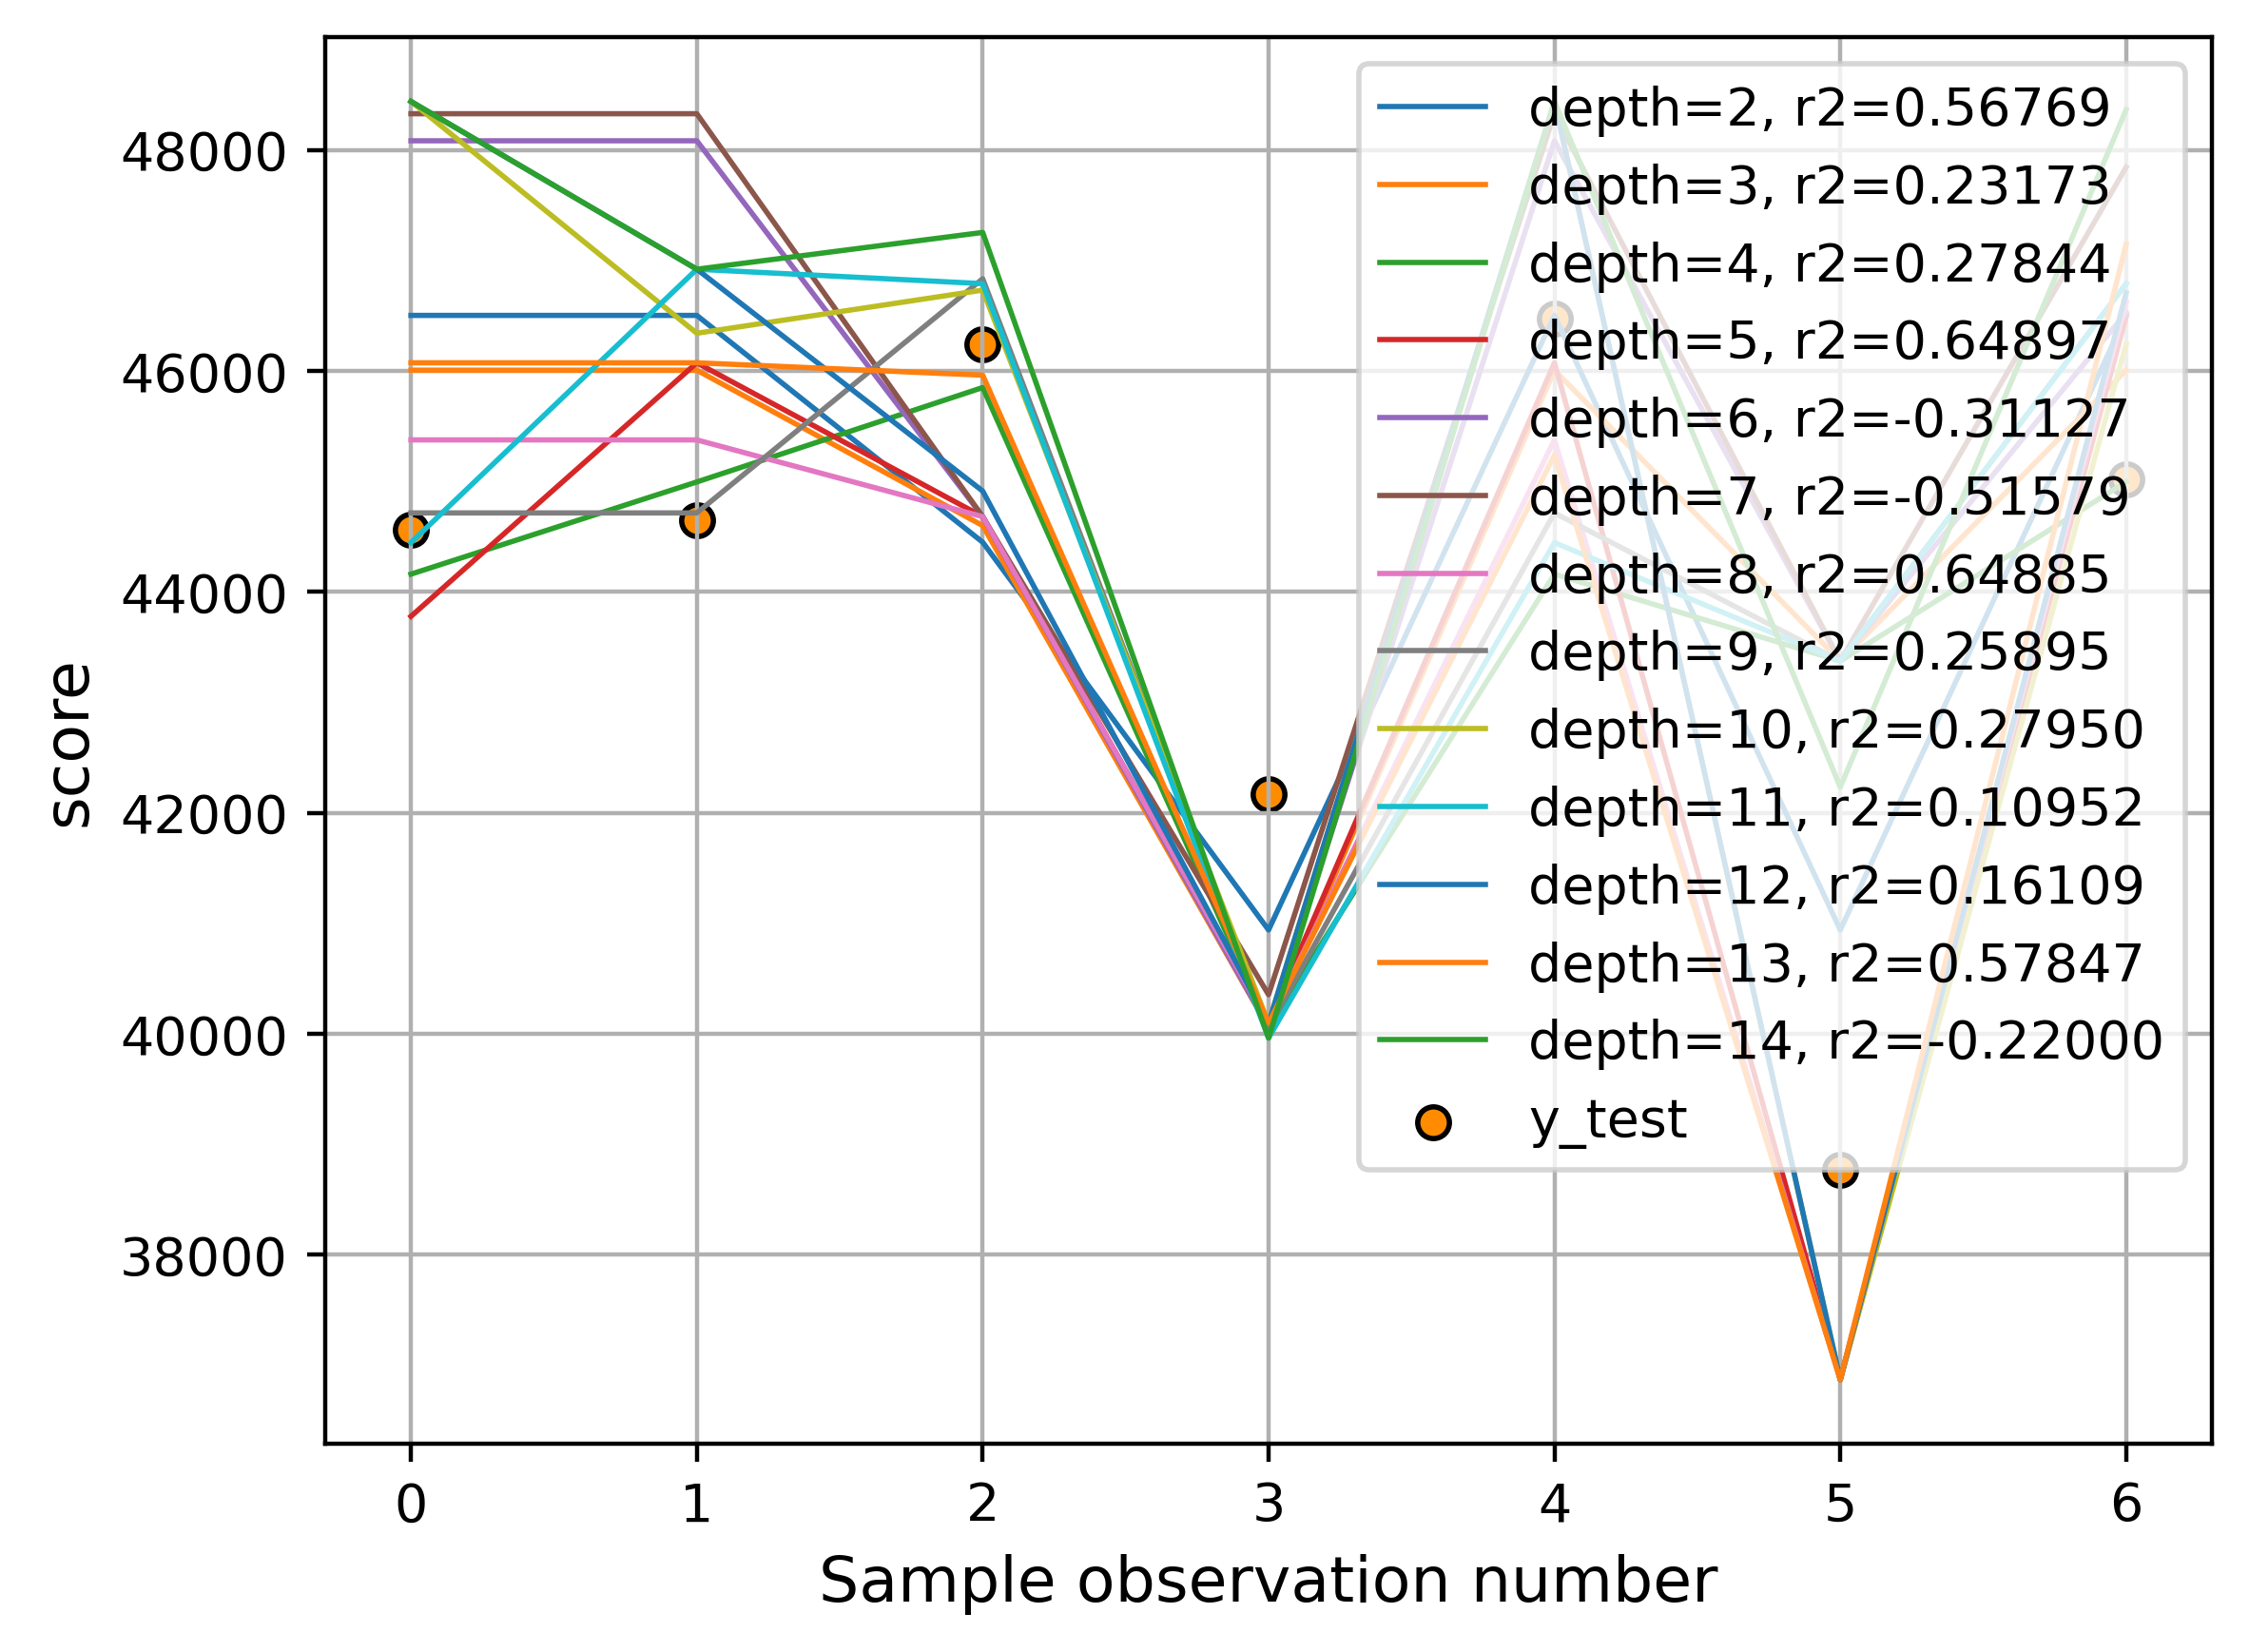 48000
46000
44000
42000
40000
38000
score
0 1 2 3 4 5 6
Sample observation number
depth=2, r2=0.56769
depth=3, r2=0.23173
depth=4, r2=0.27844
depth=5, r2=0.64897
depth=6, r2=-0.31127
depth=7, r2=-0.51579
depth=8, r2=0.64885
depth=9, r2=0.25895
depth=10, r2=0.27950
depth=11, r2=0.10952
depth=12, r2=0.16109
depth=13, r2=0.57847
depth=14, r2=-0.22000
y_test